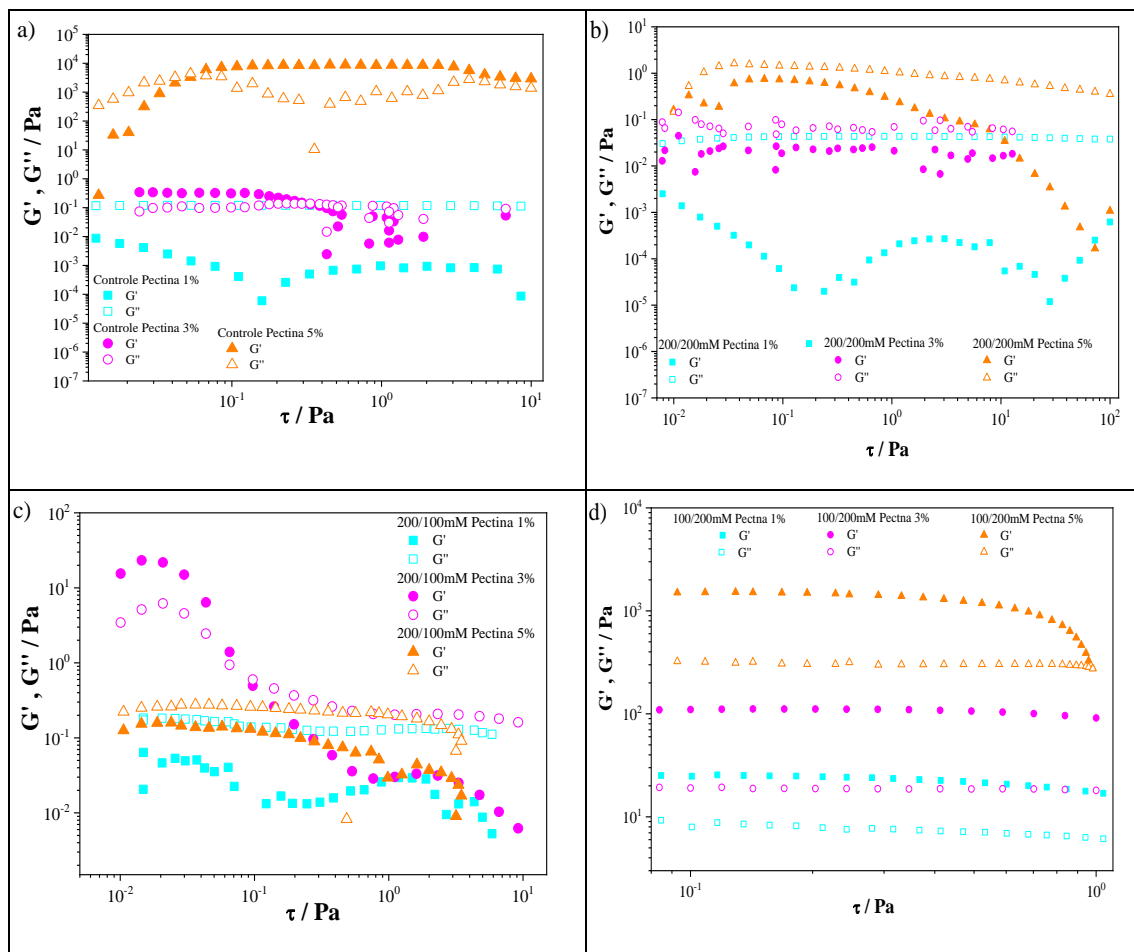 a)
G' , G'' / Pa
10^5
10^4
10^3
10^2
10^1
10^0
10^-1
10^-2
10^-3
10^-4
10^-5
10^-6
10^-7
Controle Pectina 1%
G'
G''
Controle Pectina 3%
G'
G''
Controle Pectina 5%
G'
G''
10^-1
10^0
10^1
τ / Pa
b)
G' , G'' / Pa
10^2
10^1
10^0
10^-1
10^-2
10^-3
10^-4
10^-5
10^-6
10^-7
200/200mM Pectina 1%
G'
G''
200/200mM Pectina 3%
G'
G''
200/200mM Pectina 5%
G'
G''
10^-2
10^-1
10^0
10^1
10^2
τ / Pa
c)
G' , G'' / Pa
10^2
10^1
10^0
10^-1
10^-2
200/100mM Pectina 1%
G'
G''
200/100mM Pectina 3%
G'
G''
200/100mM Pectina 5%
G'
G''
10^-2
10^-1
10^0
10^1
τ / Pa
d)
G' , G'' / Pa
10^4
10^3
10^2
10^1
100/200mM Pectna 1%
G'
G''
100/200mM Pectina 3%
G'
G''
100/200mM Pectina 5%
G'
G''
10^-1
10^0
τ / Pa